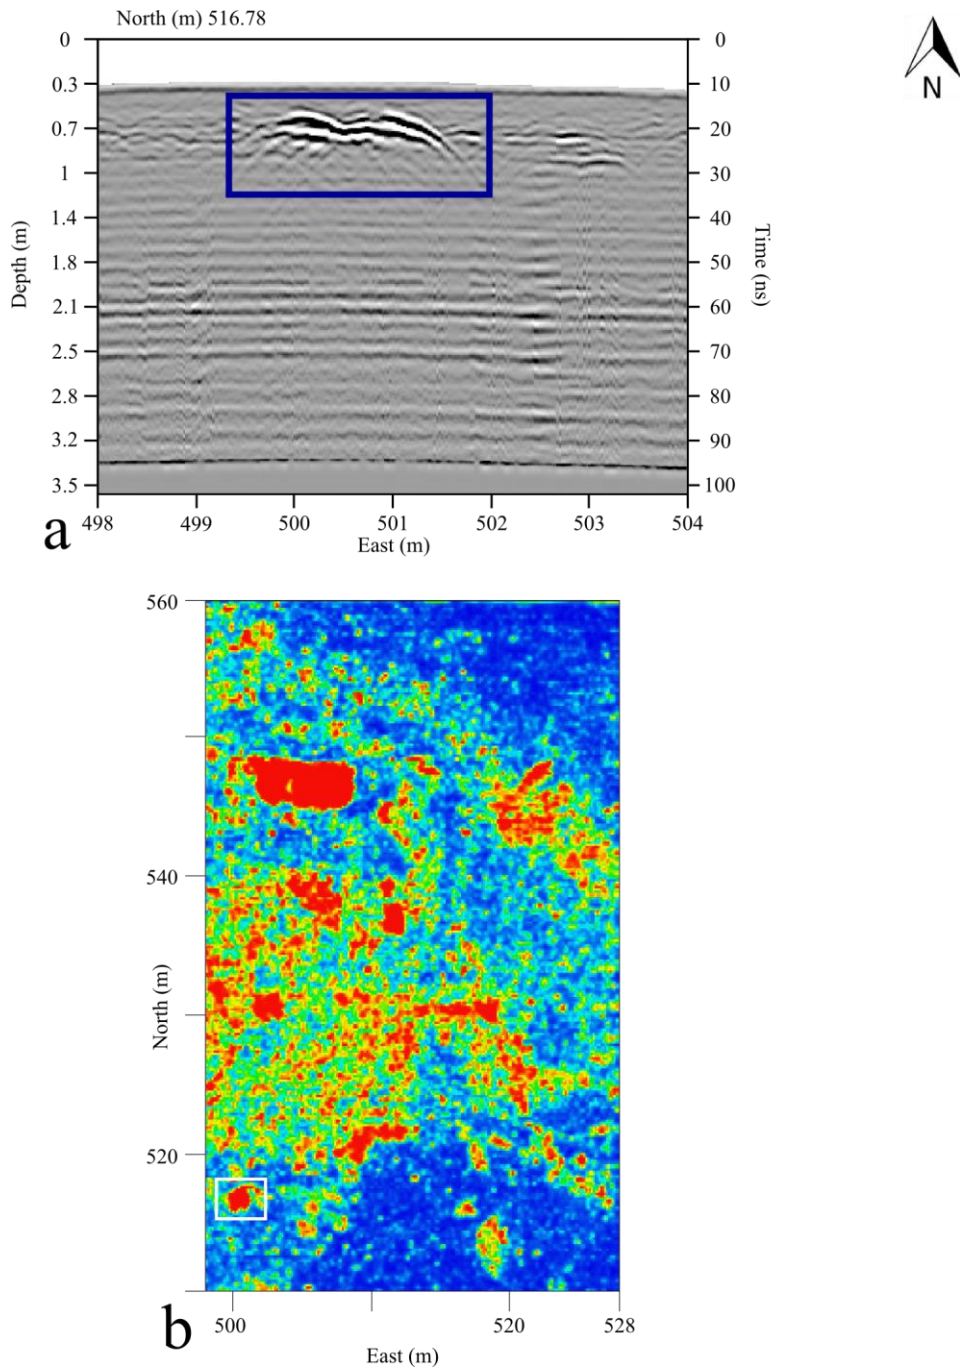 North (m) 516.78
N
0 0
0.3 10
0.7 20
1 30
1.4 40
1.8 50
2.1 60
2.5 70
2.8 80
3.2 90
3.5 100
Depth (m)
Time (ns)
498 499 500 501 502 503 504
East (m)
a
560
540
520
North (m)
500 520 528
East (m)
b